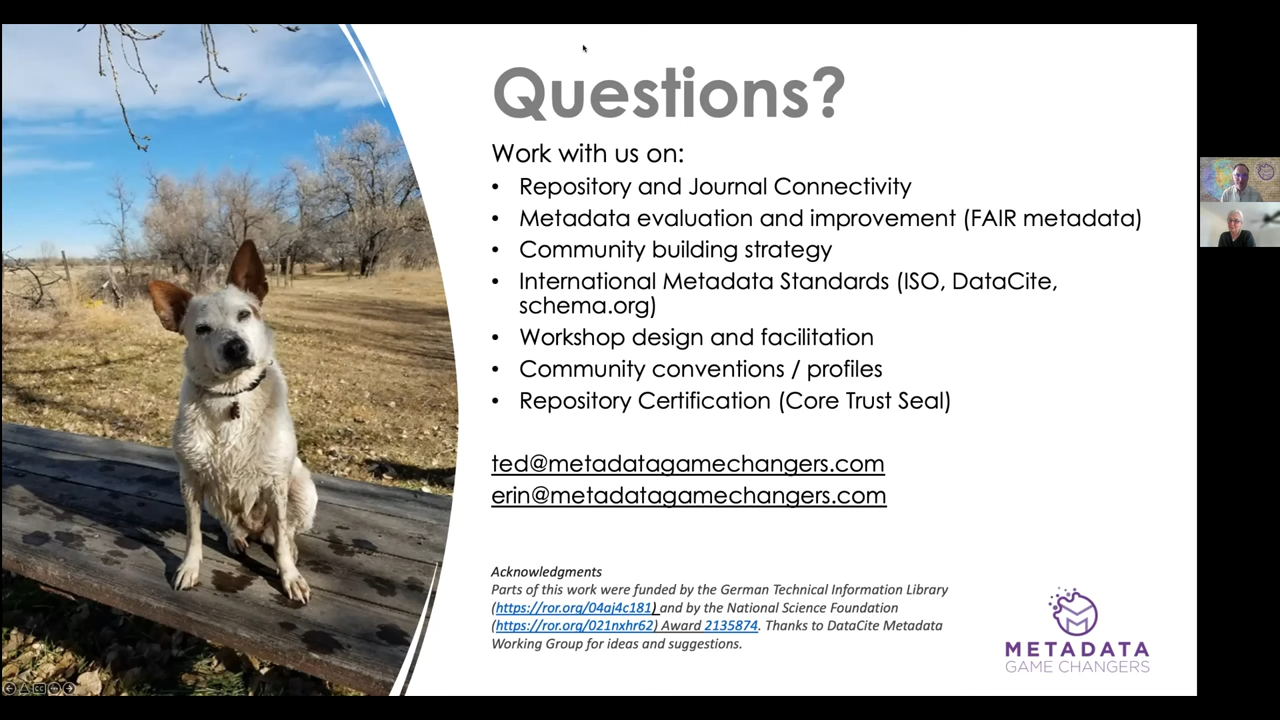 Questions?
Work with us on:
• Repository and Journal Connectivity
• Metadata evaluation and improvement (FAIR metadata)
• Community building strategy
• International Metadata Standards (ISO, DataCite,
schema.org)
• Workshop design and facilitation
• Community conventions / profiles
• Repository Certification (Core Trust Seal)
ted@metadatagamechangers.com
erin@metadatagamechangers.com
Acknowledgments
Parts of this work were funded by the German Technical Information Library
(https://ror.org/04aj4c181) and by the National Science Foundation
(https://ror.org/021nxhr62) Award 2135874. Thanks to DataCite Metadata
Working Group for ideas and suggestions.
METADATA
GAME CHANGERS